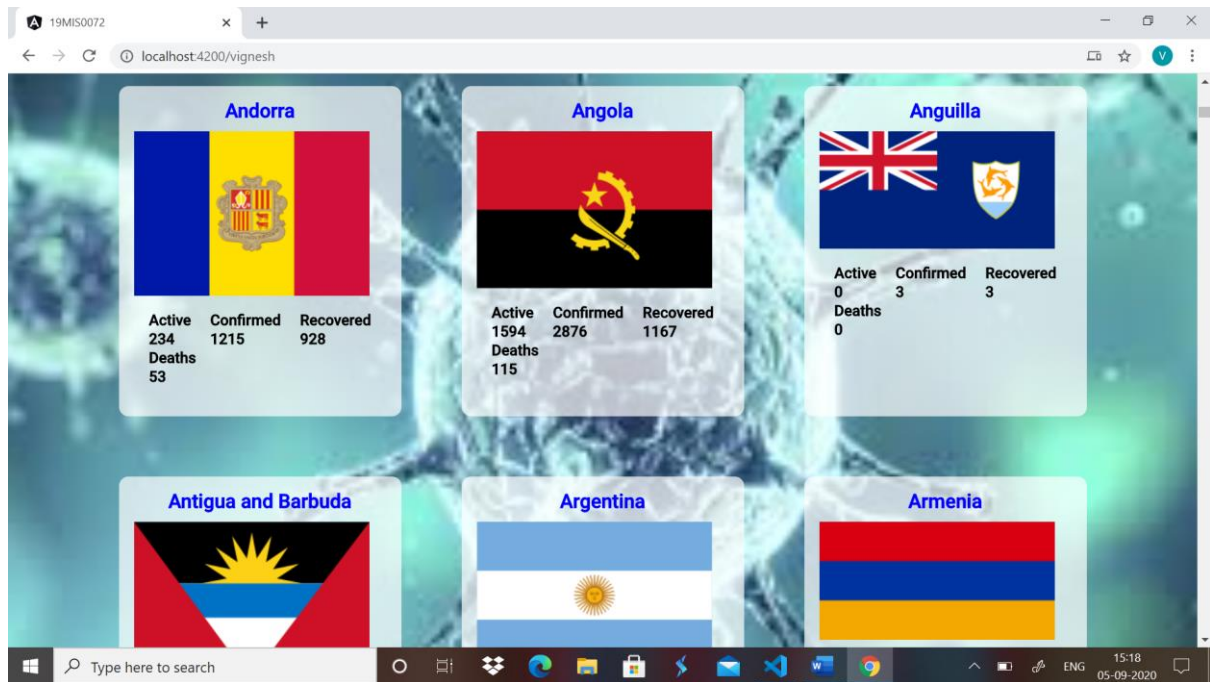 19MIS0072
localhost:4200/vignesh
V
Andorra
Angola
Anguilla
Active Confirmed Recovered
234 1215 928
Deaths
53
Active Confirmed Recovered
1594 2876 1167
Deaths
115
Active Confirmed Recovered
0 3 3
Deaths
0
Antigua and Barbuda
Argentina
Armenia
Type here to search
ENG
15:18
05-09-2020